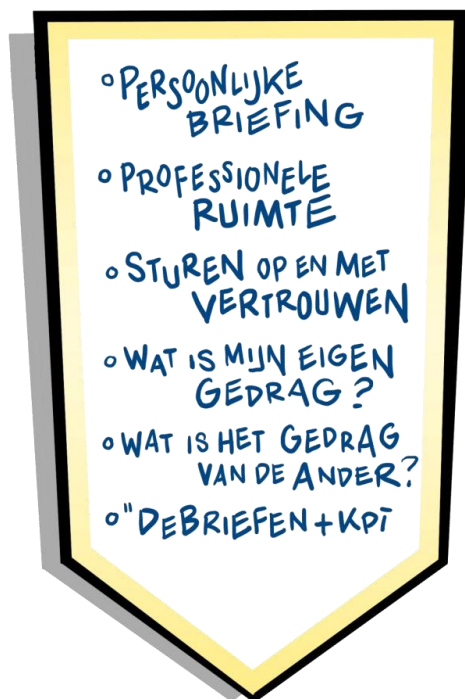 ° PERSOONLIJKE
BRIEFING
° PROFESSIONELE
RUIMTE
° STUREN OP EN MET
VERTROUWEN
° WAT IS MIJN EIGEN
GEDRAG?
° WAT IS HET GEDRAG
VAN DE ANDER?
° "DEBRIEFEN + KPI